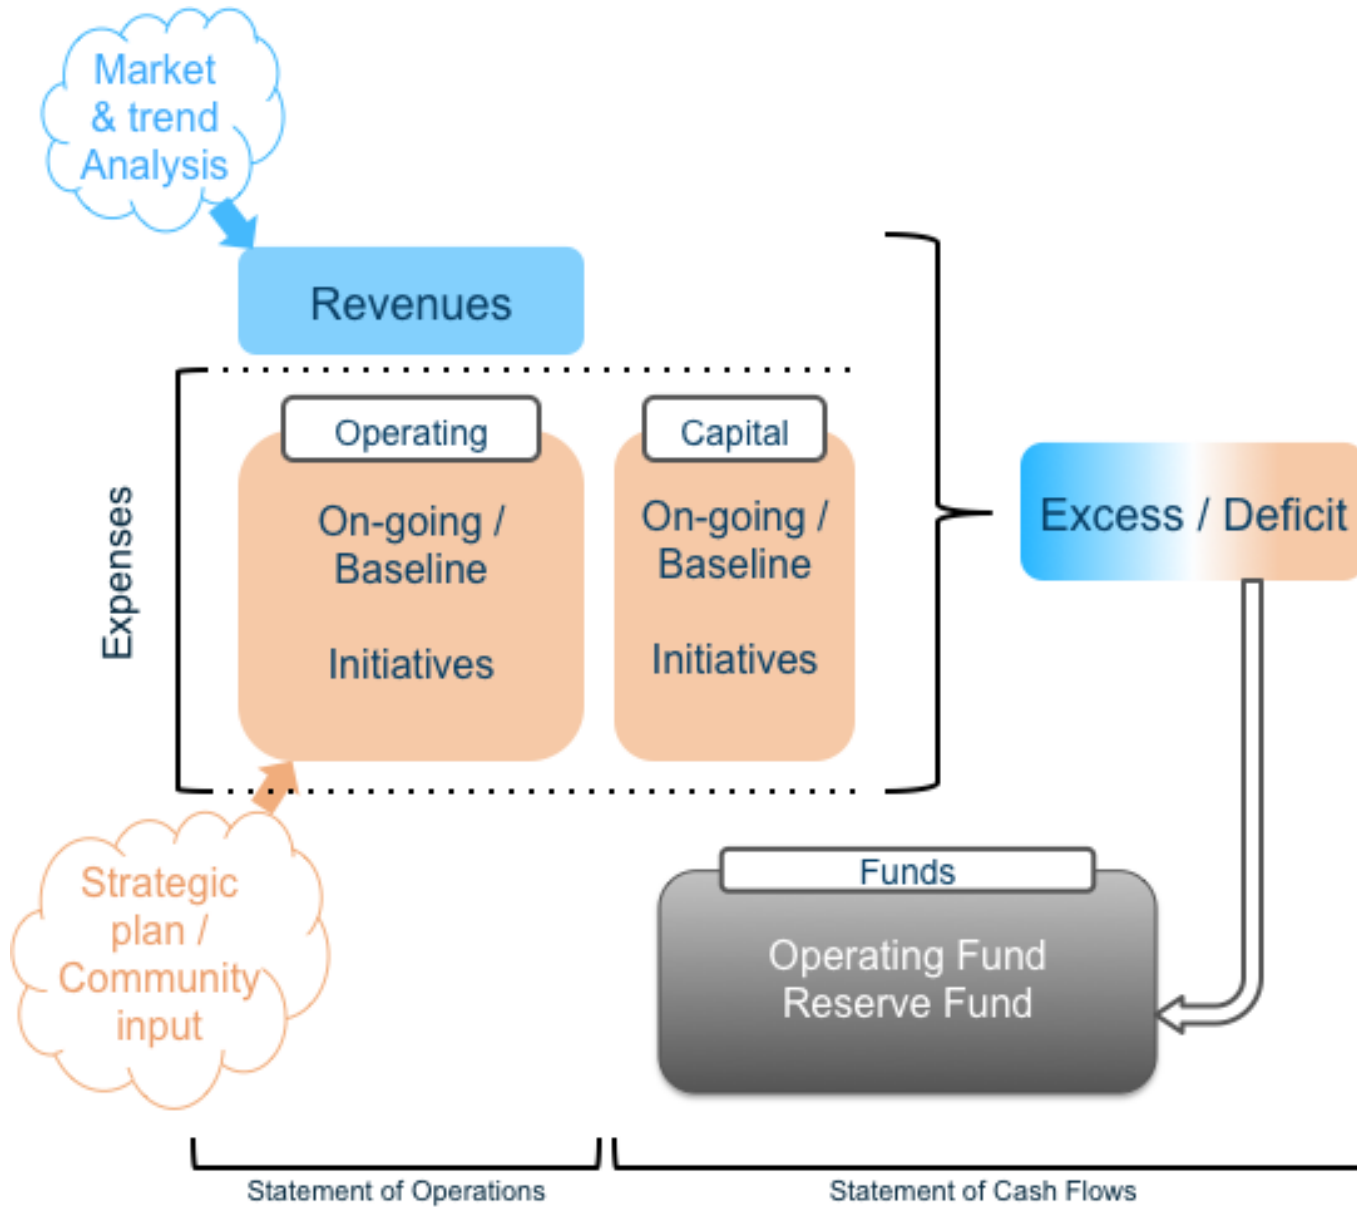 Market
& trend
Analysis
Revenues
Expenses
Operating
On-going /
Baseline
Initiatives
Capital
On-going /
Baseline
Initiatives
Excess / Deficit
Strategic
plan /
Community
input
Funds
Operating Fund
Reserve Fund
Statement of Operations
Statement of Cash Flows